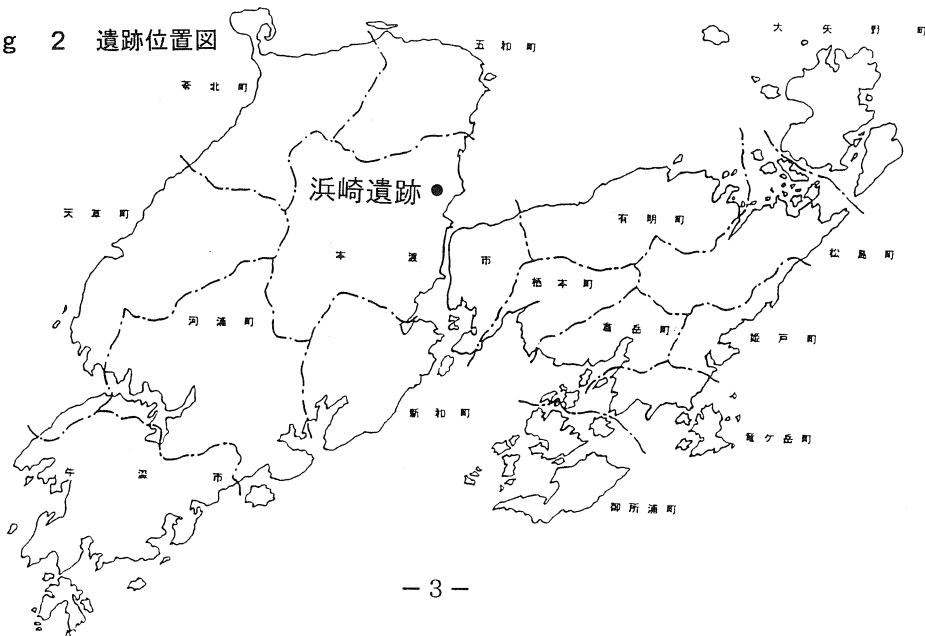 g 2 遺跡位置図
大矢野町
五和町
苓北町
浜崎遺跡
天草町
有明町
本渡市
松島町
栖本町
河浦町
倉岳町
姫戸町
新和町
竜ケ岳町
牛深市
御所浦町
－3－